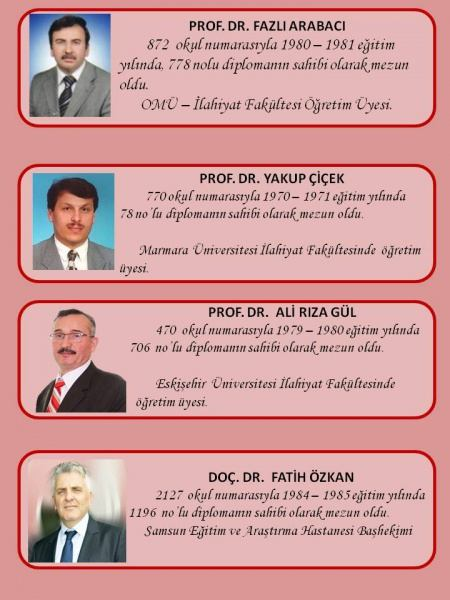 PROF. DR. FAZLI ARABACI
872 okul numarasıyla 1980 – 1981 eğitim
yılında, 778 nolu diplomanın sahibi olarak mezun
oldu.
OMÜ – İlahiyat Fakültesi Öğretim Üyesi.
PROF. DR. YAKUP ÇİÇEK
770 okul numarasıyla 1970 – 1971 eğitim yılında
78 no'lu diplomanın sahibi olarak mezun oldu.
Marmara Üniversitesi İlahiyat Fakültesinde öğretim
üyesi.
PROF. DR. ALİ RIZA GÜL
470 okul numarasıyla 1979 – 1980 eğitim yılında
706 no'lu diplomanın sahibi olarak mezun oldu.
Eskişehir Üniversitesi İlahiyat Fakültesinde
öğretim üyesi.
DOÇ. DR. FATİH ÖZKAN
2127 okul numarasıyla 1984 – 1985 eğitim yılında
1196 no'lu diplomanın sahibi olarak mezun oldu.
Samsun Eğitim ve Araştırma Hastanesi Başhekimi